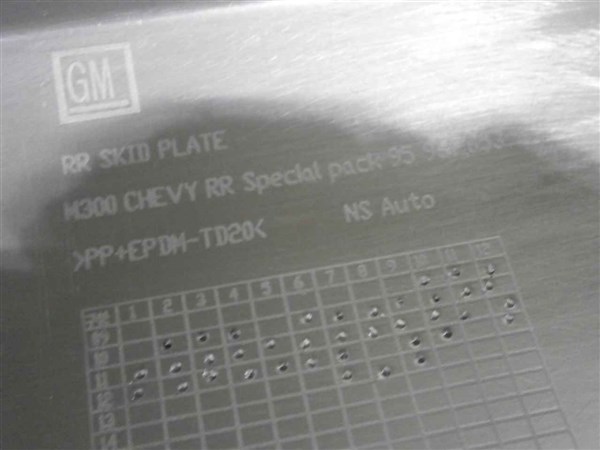 GM
RR SKID PLATE
M300 CHEVY RR Special pack 95
>PP+EPDM-TD20< NS Auto
1 2 3 4 5 6 7 8 9 10 11 12